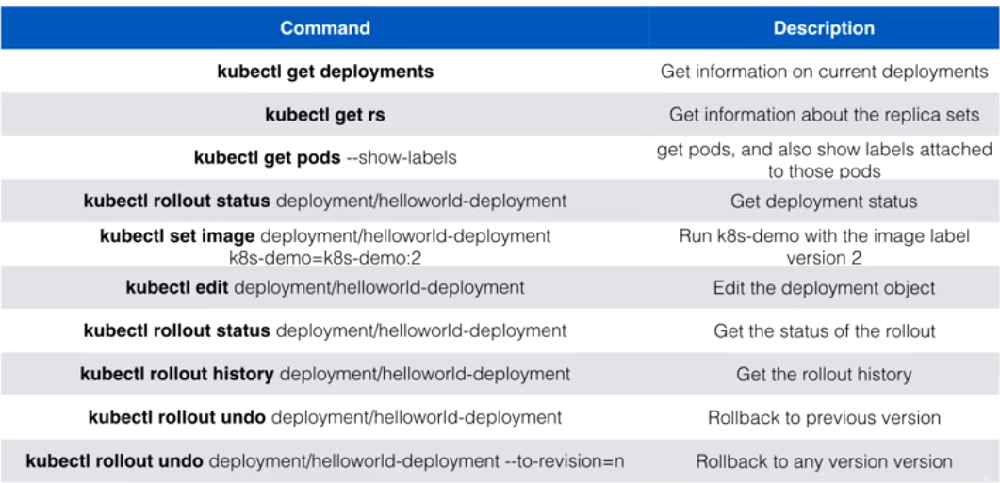 Command Description
kubectl get deployments Get information on current deployments
kubectl get rs Get information about the replica sets
kubectl get pods --show-labels get pods, and also show labels attached
to those pods
kubectl rollout status deployment/helloworld-deployment Get deployment status
kubectl set image deployment/helloworld-deployment
k8s-demo=k8s-demo:2
Run k8s-demo with the image label
version 2
kubectl edit deployment/helloworld-deployment Edit the deployment object
kubectl rollout status deployment/helloworld-deployment Get the status of the rollout
kubectl rollout history deployment/helloworld-deployment Get the rollout history
kubectl rollout undo deployment/helloworld-deployment Rollback to previous version
kubectl rollout undo deployment/helloworld-deployment --to-revision=n Rollback to any version version